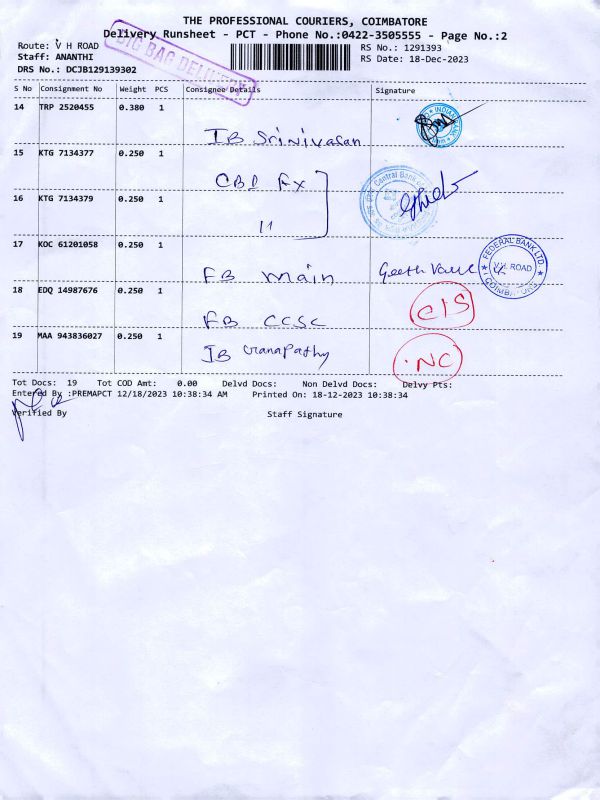 THE PROFESSIONAL COURIERS, COIMBATORE
Delivery Runsheet - PCT - Phone No.:0422-3505555 - Page No.:2
Route: V H ROAD
RS No.: 1291393
Staff: ANANTHI
RS Date: 18-Dec-2023
DRS No.: DCJB129139302
BIG BAG DELIVERY
S No Consignment No Weight PCS Consignee Details Signature
14 TRP 2520455 0.380 1
IB Srinivasan
INDIAN BANK
15 KTG 7134377 0.250 1
CBI FX
Central Bank of
16 KTG 7134379 0.250 1
11
17 KOC 61201058 0.250 1
FB main
FEDERAL BANK LTD.
V.H. ROAD
COIMBATORE
18 EDQ 14987676 0.250 1
FB CCSC
C/S
19 MAA 943836027 0.250 1
IB Ganapathy
NC
Tot Docs: 19 Tot COD Amt: 0.00 Delvd Docs: Non Delvd Docs: Delvy Pts:
Entered By :PREMAPCT 12/18/2023 10:38:34 AM Printed On: 18-12-2023 10:38:34
Verified By Staff Signature